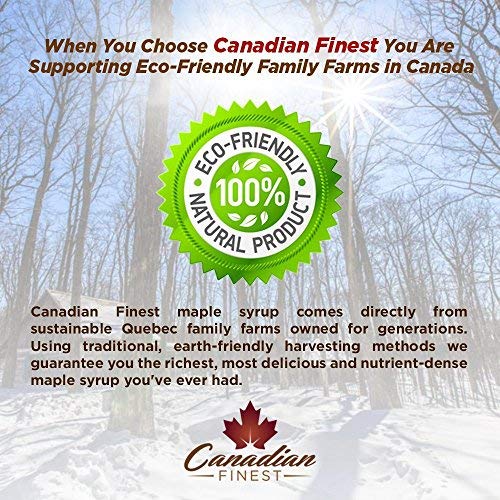 When You Choose Canadian Finest You Are
Supporting Eco-Friendly Family Farms in Canada
ECO-FRIENDLY
100%
NATURAL PRODUCT
Canadian Finest maple syrup comes directly from
sustainable Quebec family farms owned for generations.
Using traditional, earth-friendly harvesting methods we
guarantee you the richest, most delicious and nutrient-dense
maple syrup you've ever had.
Canadian
FINEST